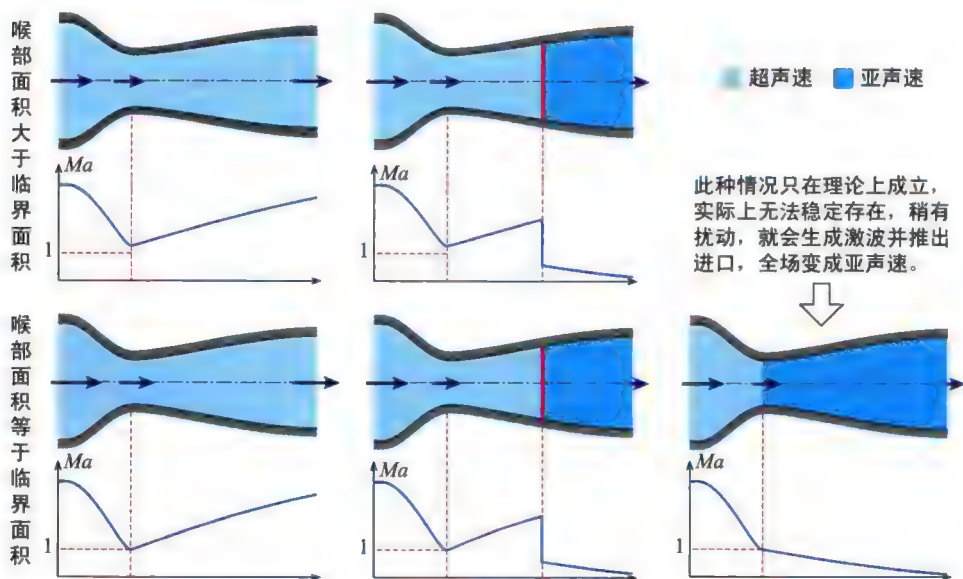 喉部面积大于临界面积
超声速 亚声速
Ma
1
Ma
1
此种情况只在理论上成立，
实际上无法稳定存在，稍有
扰动，就会生成激波并推出
进口，全场变成亚声速。
喉部面积等于临界面积
Ma
1
Ma
1
Ma
1